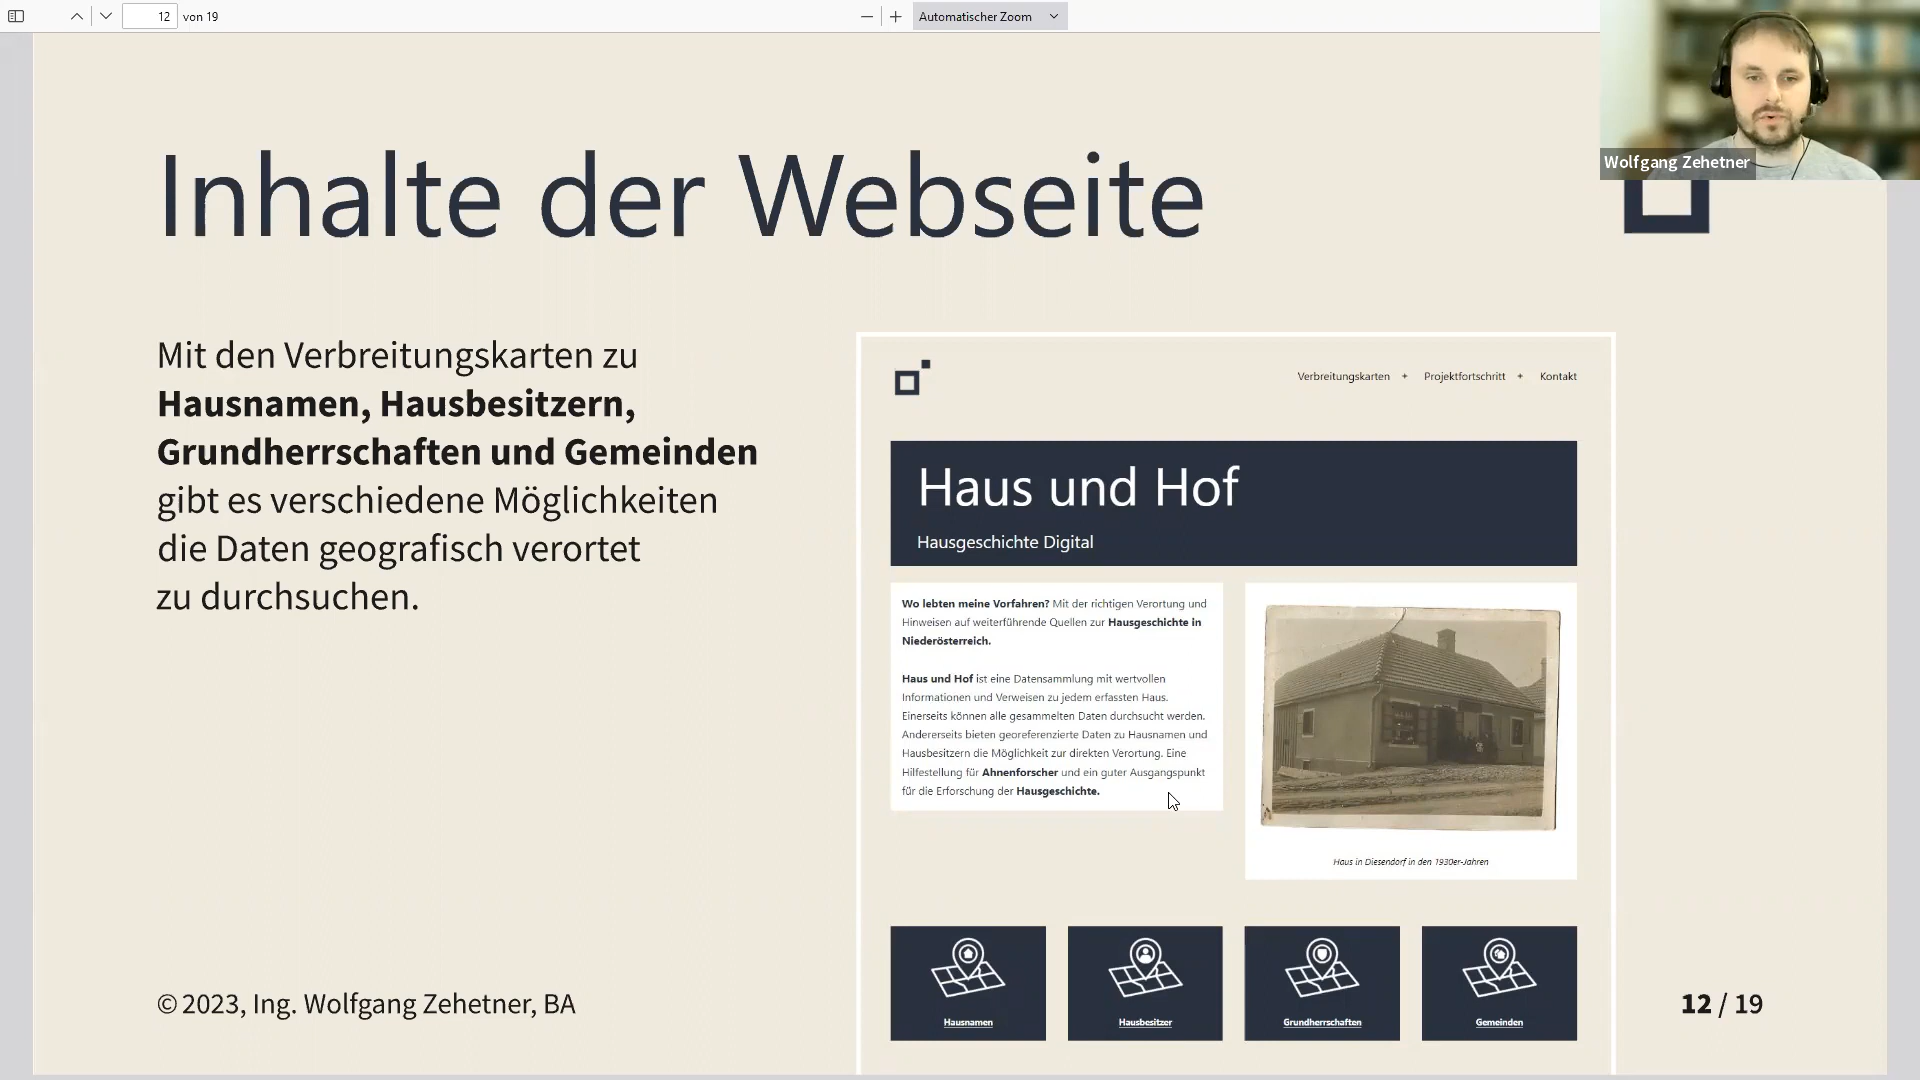 12 von 19
Automatischer Zoom
Wolfgang Zehetner
Inhalte der Webseite
Mit den Verbreitungskarten zu
Hausnamen, Hausbesitzern,
Grundherrschaften und Gemeinden
gibt es verschiedene Möglichkeiten
die Daten geografisch verortet
zu durchsuchen.
Verbreitungskarten + Projektfortschritt + Kontakt
Haus und Hof
Hausgeschichte Digital
Wo lebten meine Vorfahren? Mit der richtigen Verortung und
Hinweisen auf weiterführende Quellen zur Hausgeschichte in
Niederösterreich.
Haus und Hof ist eine Datensammlung mit wertvollen
Informationen und Verweisen zu jedem erfassten Haus.
Einerseits können alle gesammelten Daten durchsucht werden.
Andererseits bieten georeferenzierte Daten zu Hausnamen und
Hausbesitzern die Möglichkeit zur direkten Verortung. Eine
Hilfestellung für Ahnenforscher und ein guter Ausgangspunkt
für die Erforschung der Hausgeschichte.
Haus in Diesendorf in den 1930er-Jahren
Hausnamen
Hausbesitzer
Grundherrschaften
Gemeinden
© 2023, Ing. Wolfgang Zehetner, BA
12 / 19